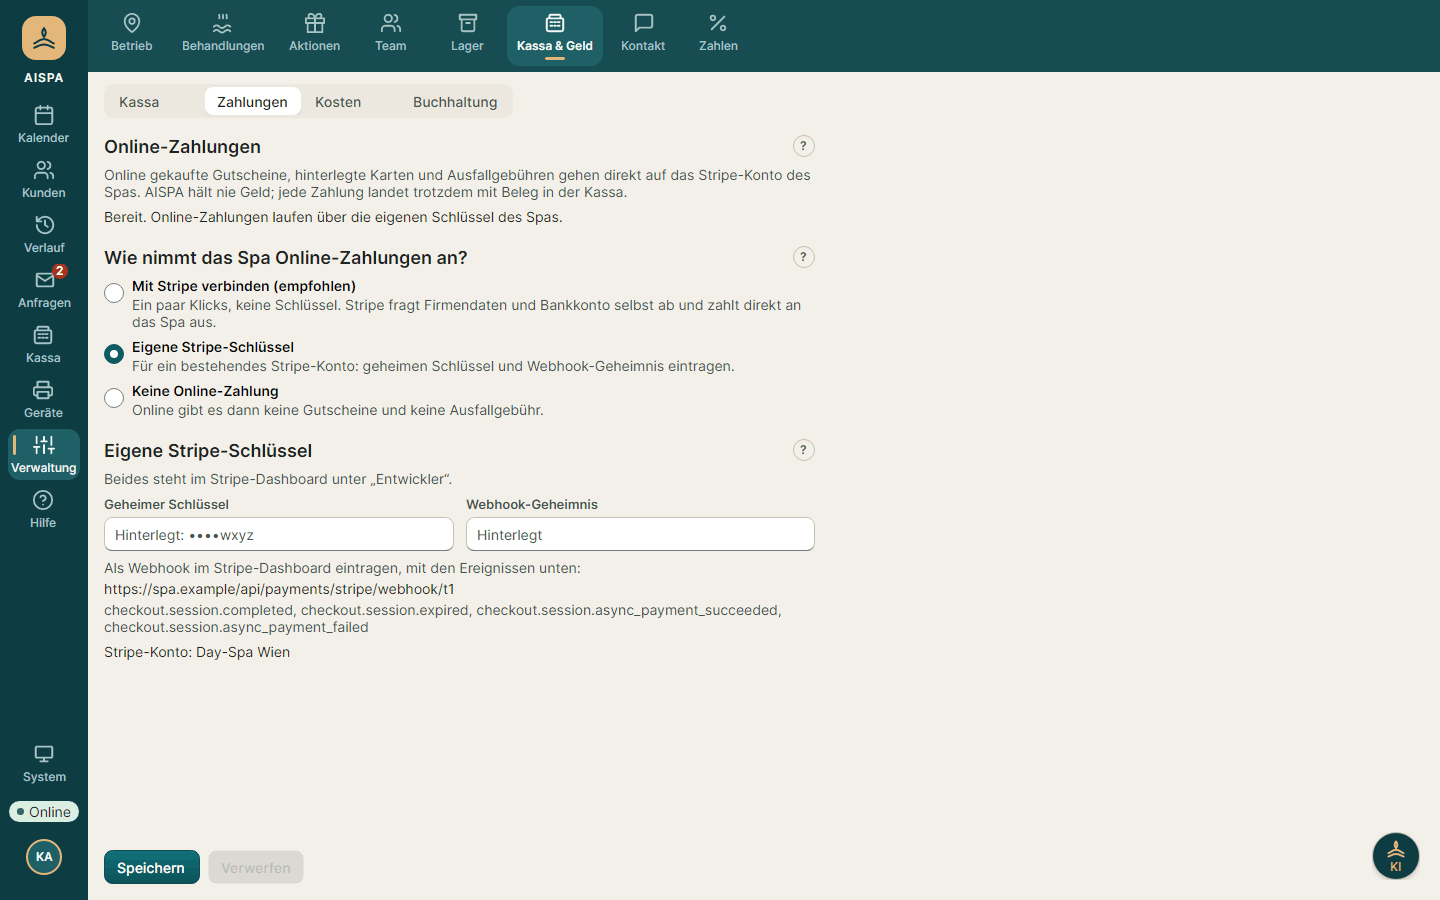 AISPA
Kalender
Kunden
Verlauf
2
Anfragen
Kassa
Geräte
Verwaltung
Hilfe
System
Online
KA
Betrieb
Behandlungen
Aktionen
Team
Lager
Kassa & Geld
Kontakt
Zahlen
Kassa
Zahlungen
Kosten
Buchhaltung
Online-Zahlungen
?
Online gekaufte Gutscheine, hinterlegte Karten und Ausfallgebühren gehen direkt auf das Stripe-Konto des
Spas. AISPA hält nie Geld; jede Zahlung landet trotzdem mit Beleg in der Kassa.
Bereit. Online-Zahlungen laufen über die eigenen Schlüssel des Spas.
Wie nimmt das Spa Online-Zahlungen an?
?
Mit Stripe verbinden (empfohlen)
Ein paar Klicks, keine Schlüssel. Stripe fragt Firmendaten und Bankkonto selbst ab und zahlt direkt an
das Spa aus.
Eigene Stripe-Schlüssel
Für ein bestehendes Stripe-Konto: geheimen Schlüssel und Webhook-Geheimnis eintragen.
Keine Online-Zahlung
Online gibt es dann keine Gutscheine und keine Ausfallgebühr.
Eigene Stripe-Schlüssel
?
Beides steht im Stripe-Dashboard unter „Entwickler“.
Geheimer Schlüssel
Webhook-Geheimnis
Hinterlegt: ••••wxyz
Hinterlegt
Als Webhook im Stripe-Dashboard eintragen, mit den Ereignissen unten:
https://spa.example/api/payments/stripe/webhook/t1
checkout.session.completed, checkout.session.expired, checkout.session.async_payment_succeeded,
checkout.session.async_payment_failed
Stripe-Konto: Day-Spa Wien
Speichern
Verwerfen
KI